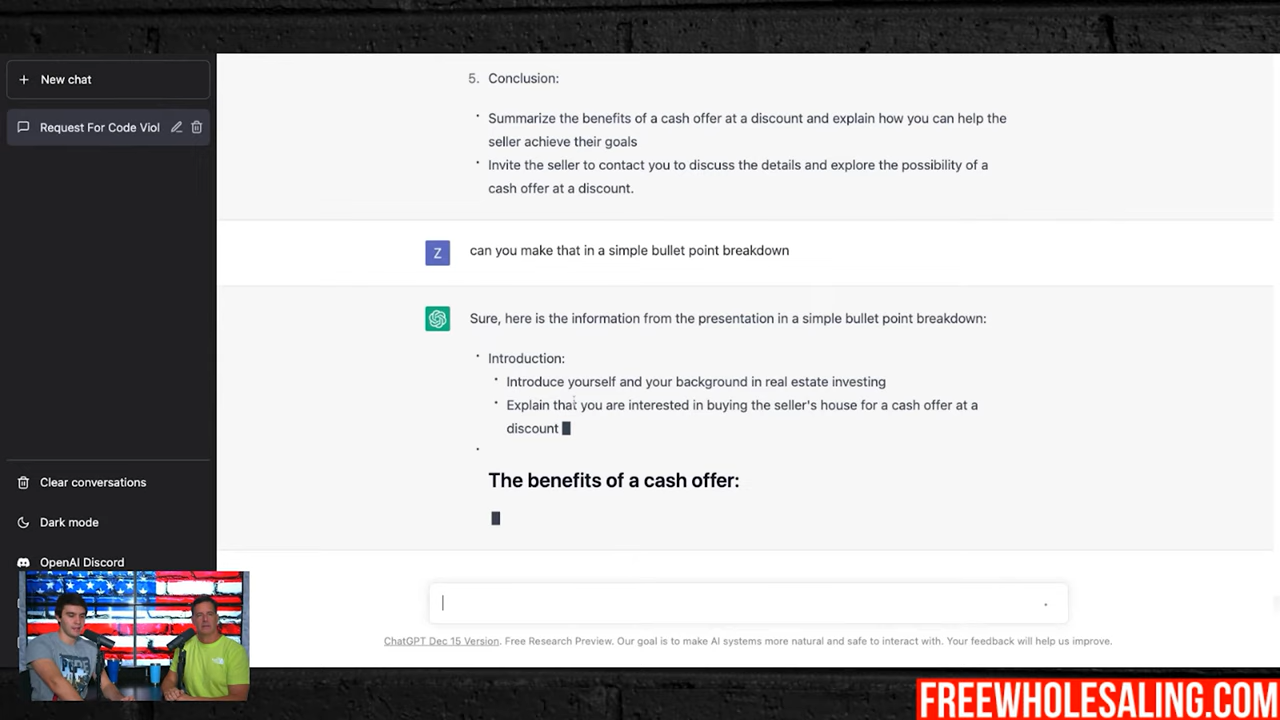 New chat
Request For Code Viol
5. Conclusion:
Summarize the benefits of a cash offer at a discount and explain how you can help the
seller achieve their goals
Invite the seller to contact you to discuss the details and explore the possibility of a
cash offer at a discount.
Z
can you make that in a simple bullet point breakdown
Sure, here is the information from the presentation in a simple bullet point breakdown:
Introduction:
Introduce yourself and your background in real estate investing
Explain that you are interested in buying the seller's house for a cash offer at a
discount
The benefits of a cash offer:
Clear conversations
Dark mode
OpenAI Discord
ChatGPT Dec 15 Version. Free Research Preview. Our goal is to make AI systems more natural and safe to interact with. Your feedback will help us improve.
FREEWHOLESALING.COM